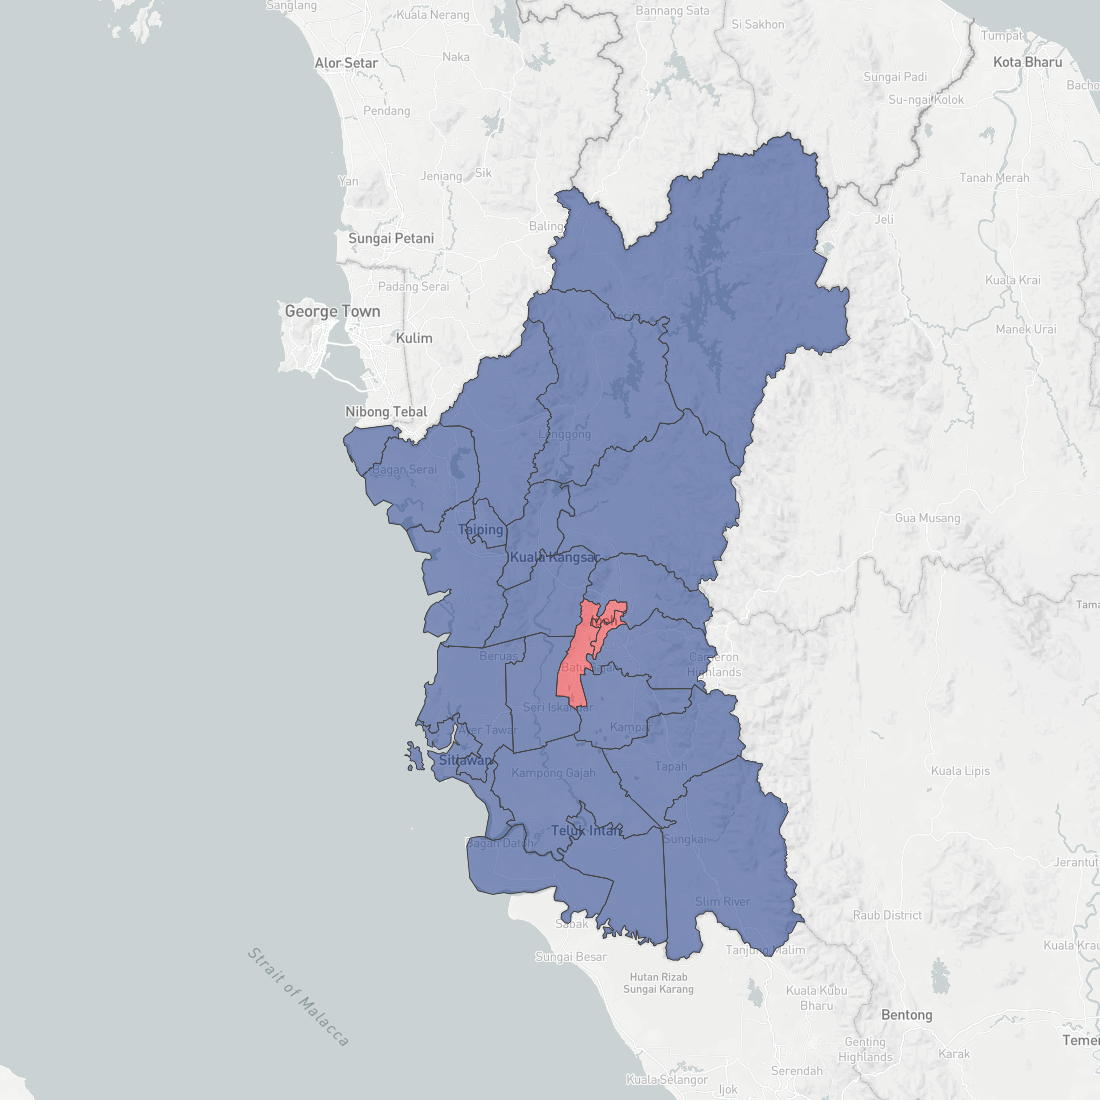 Sanglang
Kuala Nerang
Bannang Sata
Si Sakhon
Tumpat
Naka
Alor Setar
Kota Bharu
Sungai Padi
Bacho
Su-ngai Kolok
Pendang
Sik
Jeniang
Yan
Tanah Merah
Jeli
Baling
Sungai Petani
Kuala Krai
Padang Serai
George Town
Manek Urai
Kulim
Nibong Tebal
Lenggong
Bagan Serai
Gua Musang
Taiping
Kuala Kangsar
Tama
Beruas
Cameron
Highlands
Seri Iskandar
Kampar
Ayer Tawar
Sitiawan
Tapah
Kampong Gajah
Kuala Lipis
Teluk Intan
Sungkai
Bagan Datoh
Jerantut
Slim River
Raub District
Sabak
Tanjung Malim
Kuala Krau
Sungai Besar
Hutan Rizab
Sungai Karang
Kuala Kubu
Bharu
Strait of Malacca
Bentong
Genting
Highlands
Karak
Temer
Serendah
Kuala Selangor
Ijok